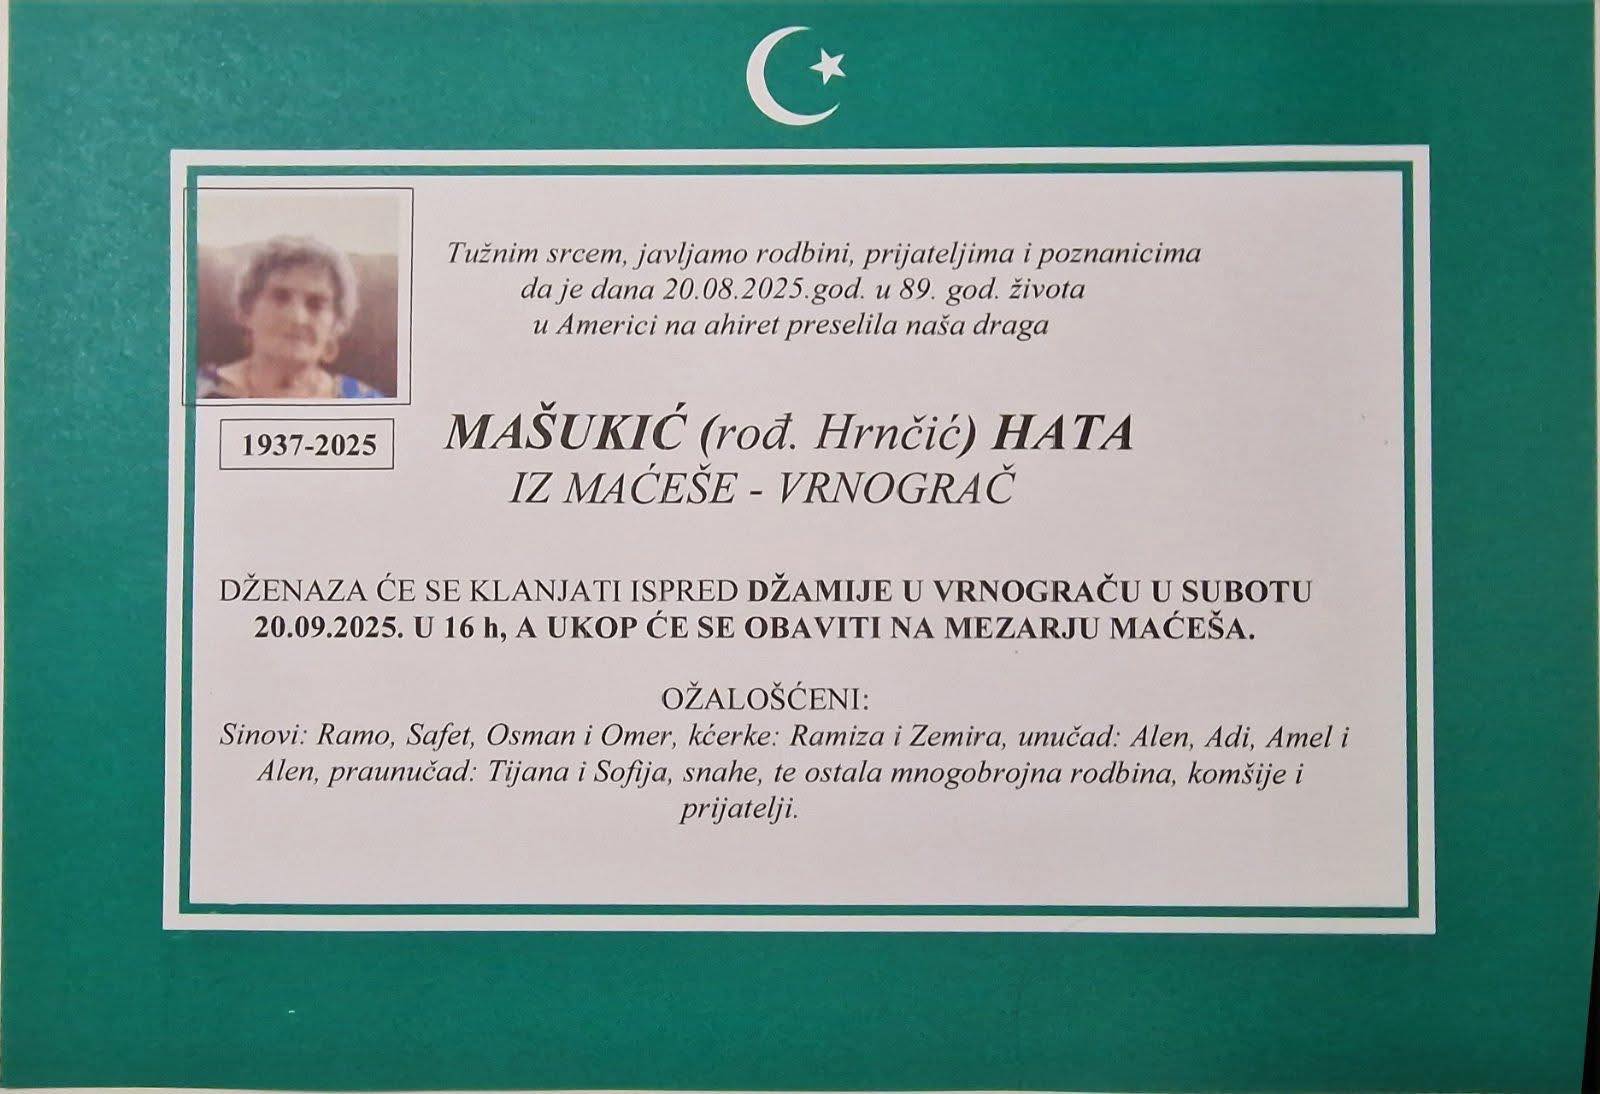 Tužnim srcem, javljamo rodbini, prijateljima i poznanicima
da je dana 20.08.2025.god. u 89. god. života
u Americi na ahiret preselila naša draga
1937-2025
MAŠUKIĆ (rođ. Hrnčić) HATA
IZ MAĆEŠE - VRNOGRAČ
DŽENAZA ĆE SE KLANJATI ISPRED DŽAMIJE U VRNOGRAČU U SUBOTU
20.09.2025. U 16 h, A UKOP ĆE SE OBAVITI NA MEZARJU MAĆEŠA.
OŽALOŠĆENI:
Sinovi: Ramo, Safet, Osman i Omer, kćerke: Ramiza i Zemira, unučad: Alen, Adi, Amel i
Alen, praunučad: Tijana i Sofija, snahe, te ostala mnogobrojna rodbina, komšije i
prijatelji.